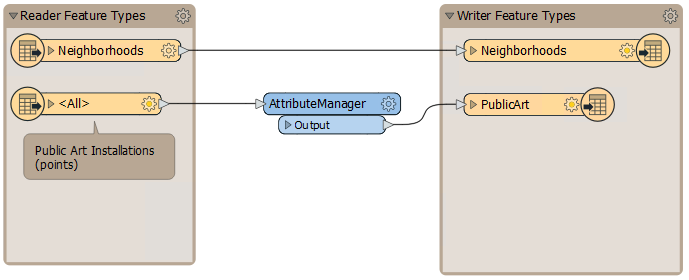 Reader Feature Types
Neighborhoods
<All>
Public Art Installations
(points)
AttributeManager
Output
Writer Feature Types
Neighborhoods
PublicArt